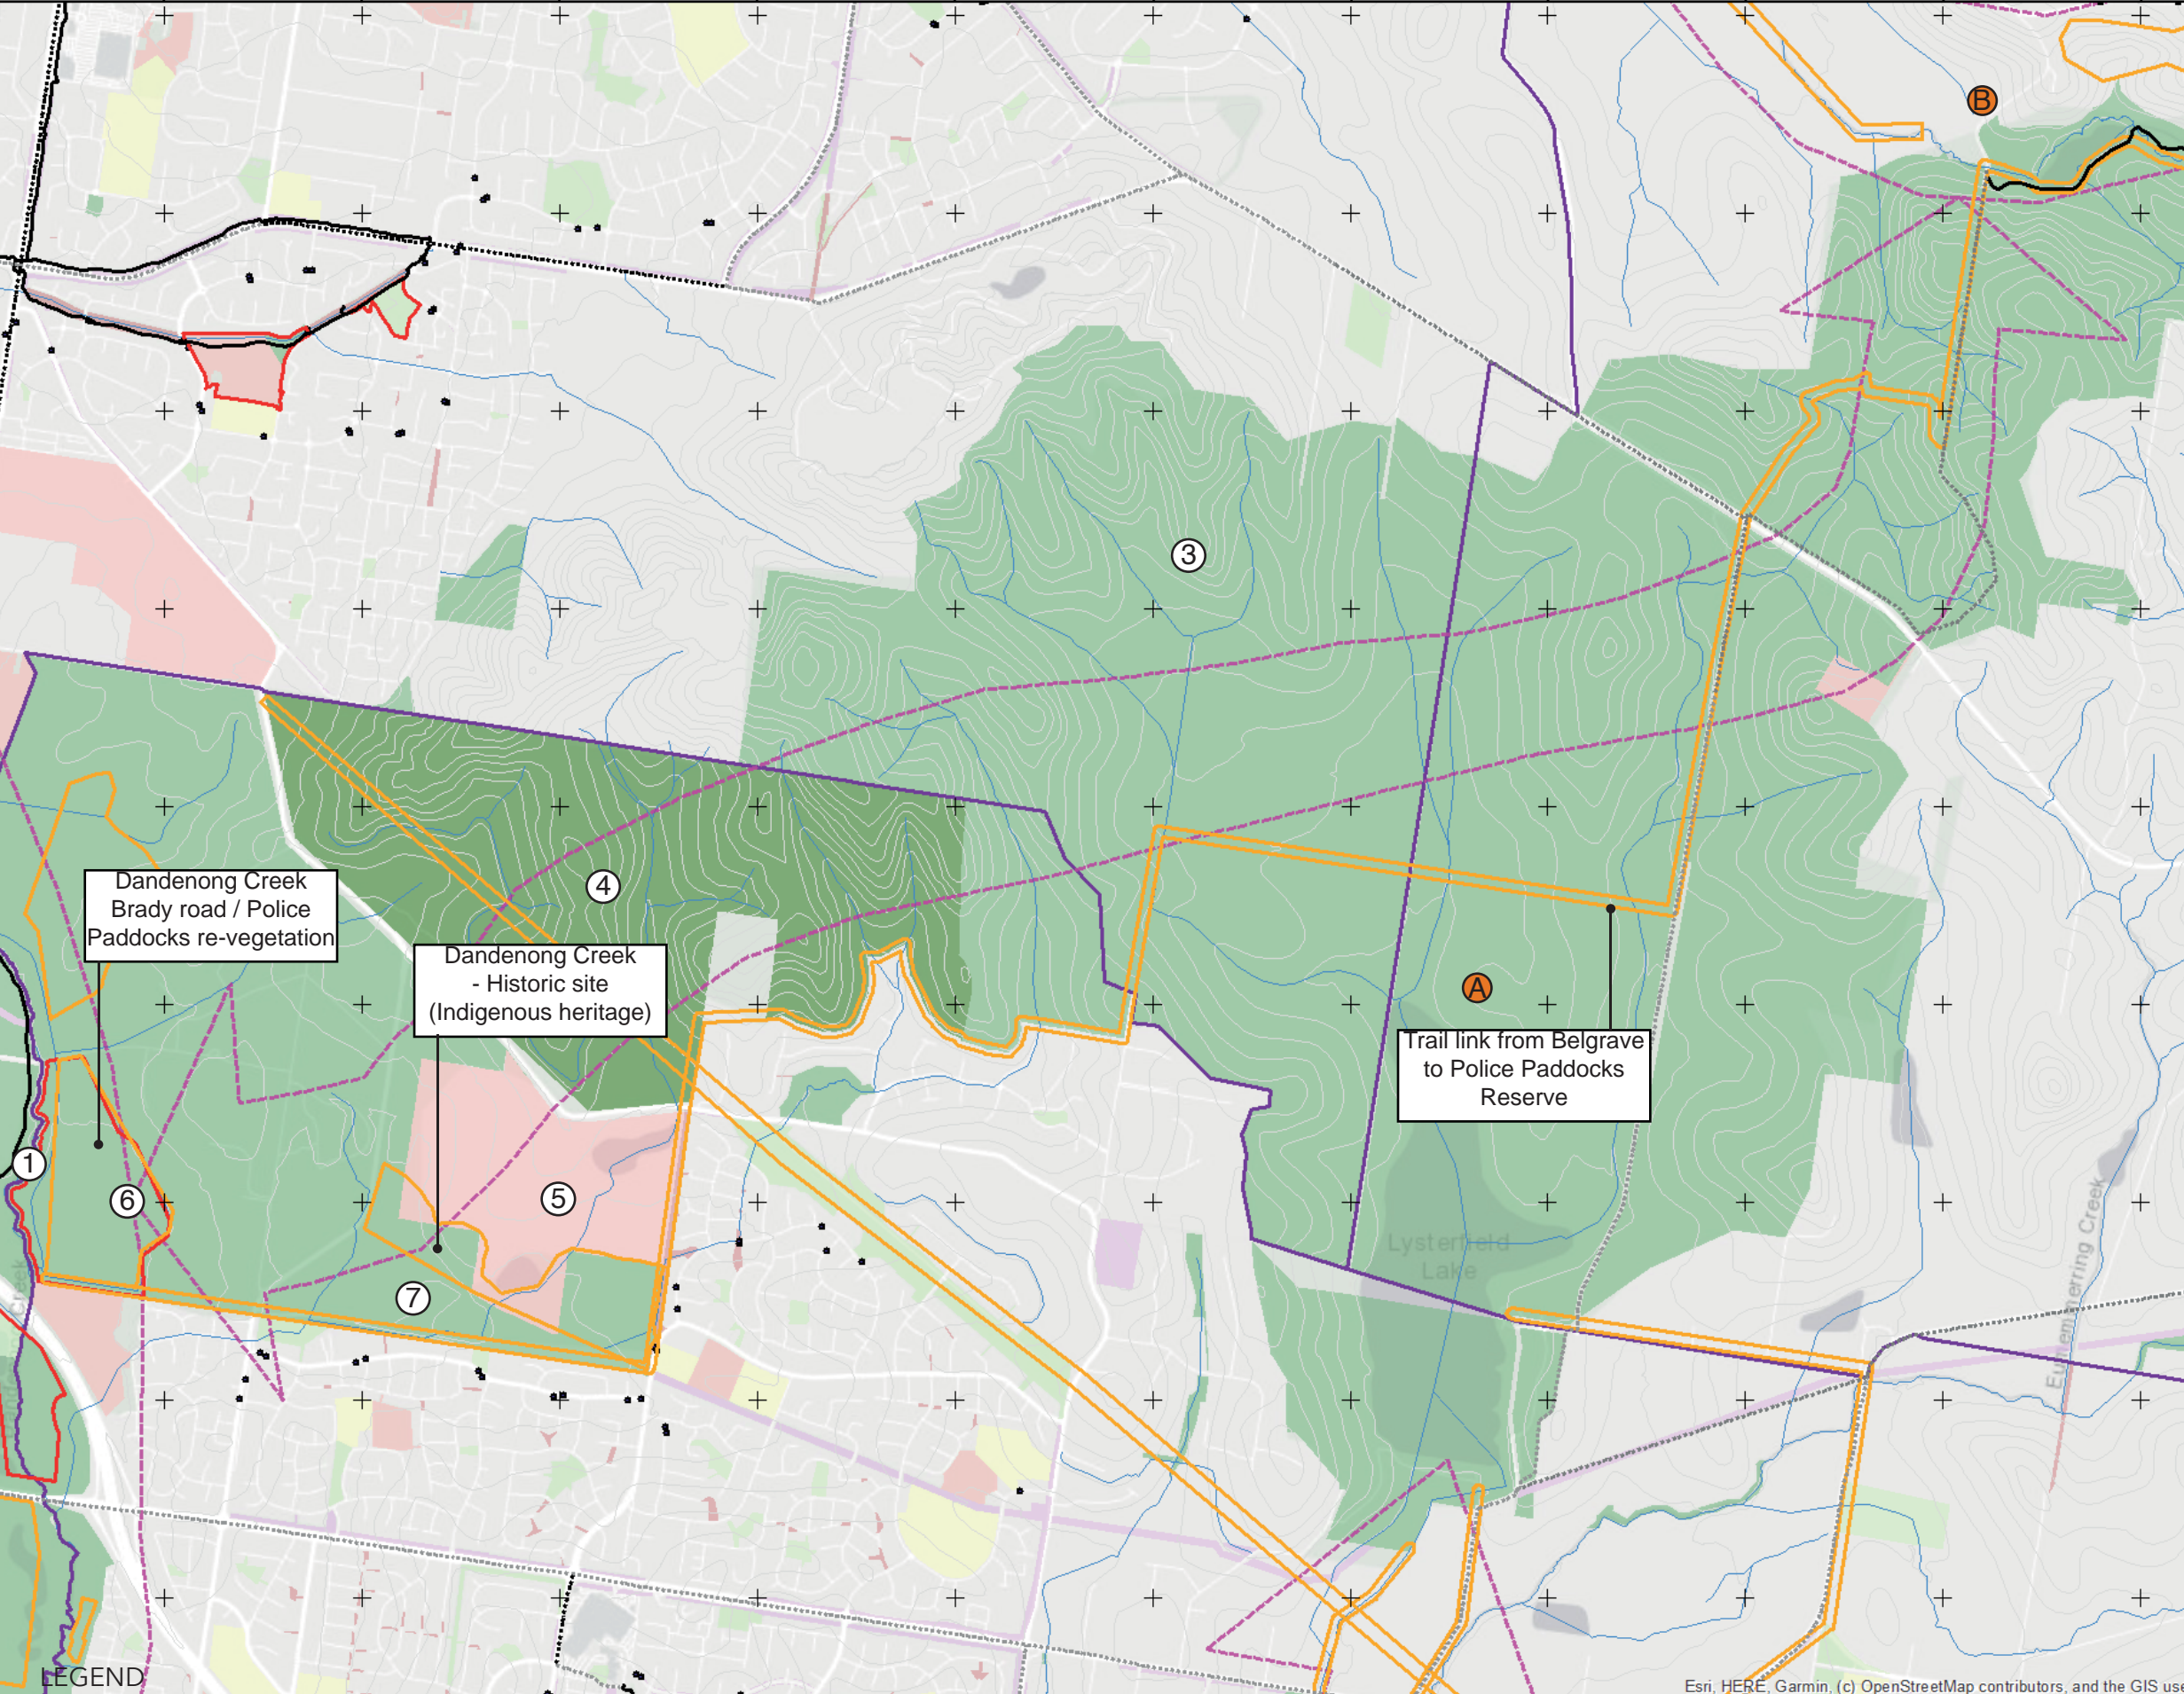 B
3
4
Dandenong Creek
Brady road / Police
Paddocks re-vegetation
Dandenong Creek
- Historic site
(Indigenous heritage)
A
Trail link from Belgrave
to Police Paddocks
Reserve
1
6
5
7
Lysterfield
Lake
Eummemerring Creek
Creek
LEGEND
Esri, HERE, Garmin, (c) OpenStreetMap contributors, and the GIS use